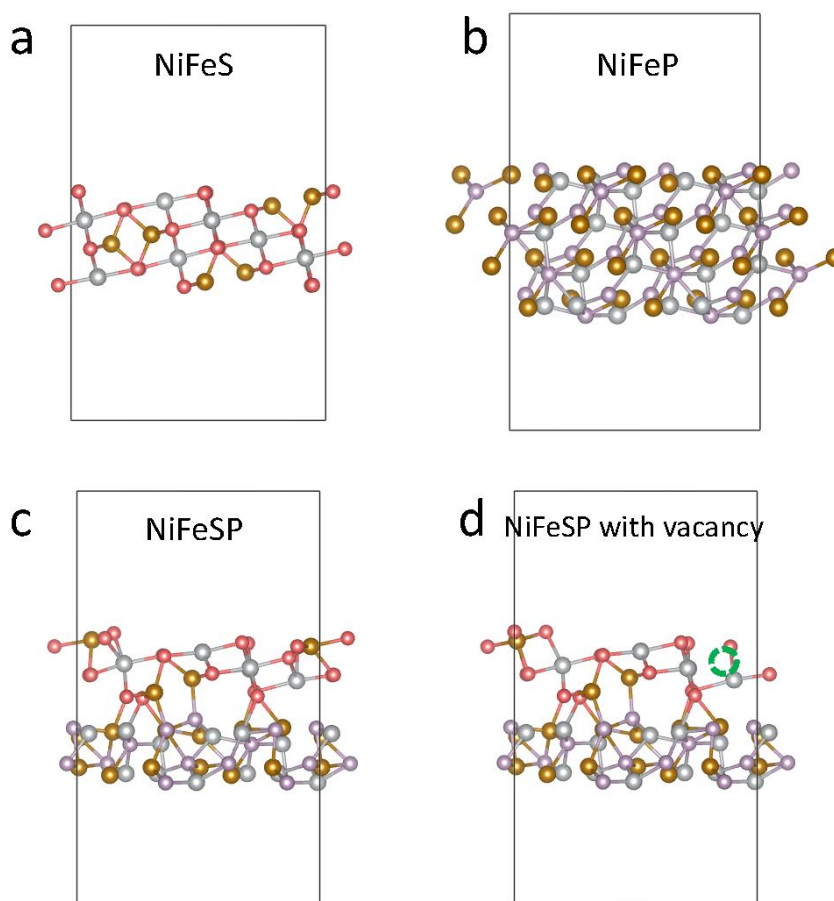 a
NiFeS
b
NiFeP
c
NiFeSP
d
NiFeSP with vacancy